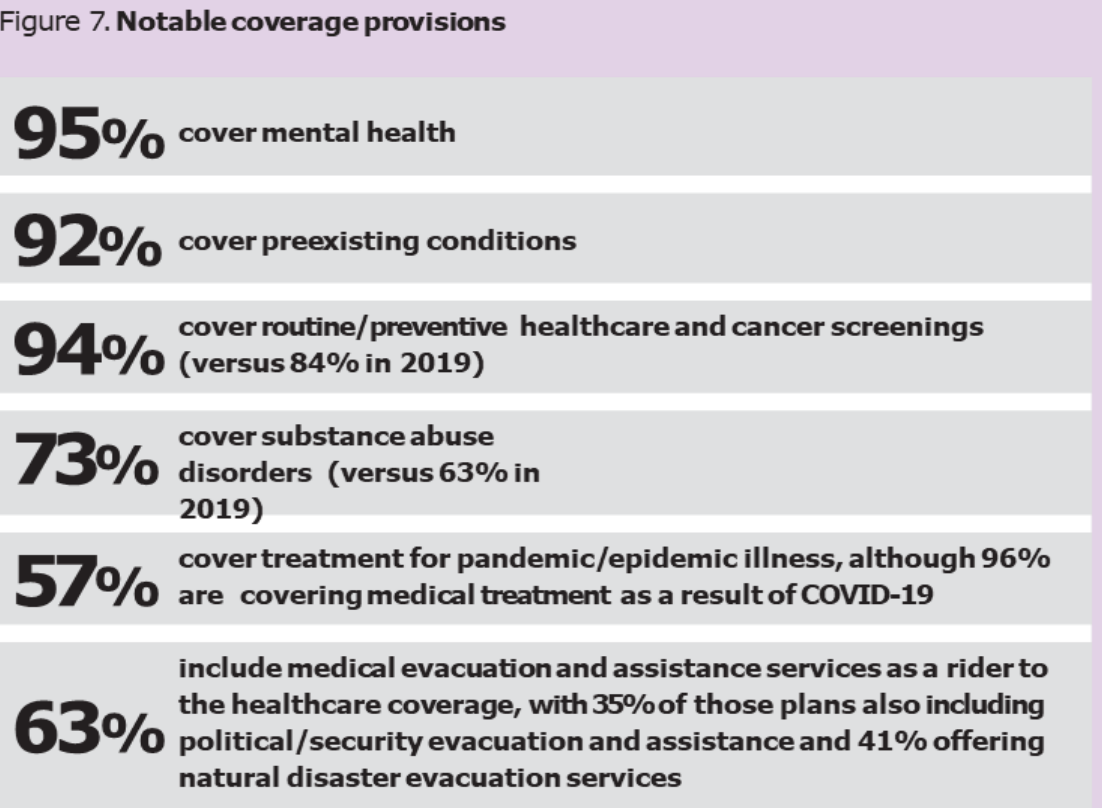 Figure 7. Notable coverage provisions
95% cover mental health
92% cover preexisting conditions
94% cover routine/preventive healthcare and cancer screenings
(versus 84% in 2019)
73% cover substance abuse
disorders (versus 63% in
2019)
57% cover treatment for pandemic/epidemic illness, although 96%
are covering medical treatment as a result of COVID-19
63% include medical evacuation and assistance services as a rider to
the healthcare coverage, with 35% of those plans also including
political/security evacuation and assistance and 41% offering
natural disaster evacuation services